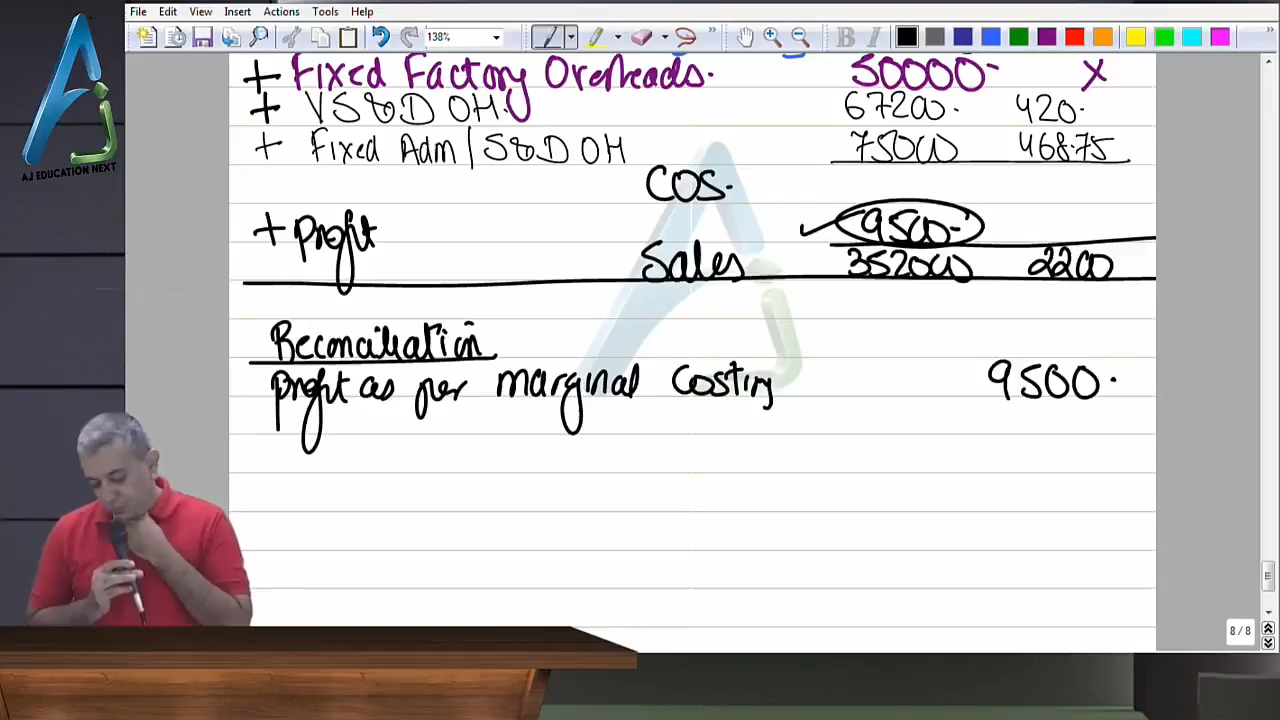 File Edit View Insert Actions Tools Help
138%
AJ EDUCATION NEXT
+ Fixed Factory Overheads. 50000- X
+ VS&D OH. 67200. 420.
+ Fixed Adm/S&D OH 75000 468.75
COS.
+ Profit 9500-
Sales 352000 2200
Reconciliation
Profit as per marginal costing 9500.
8/8